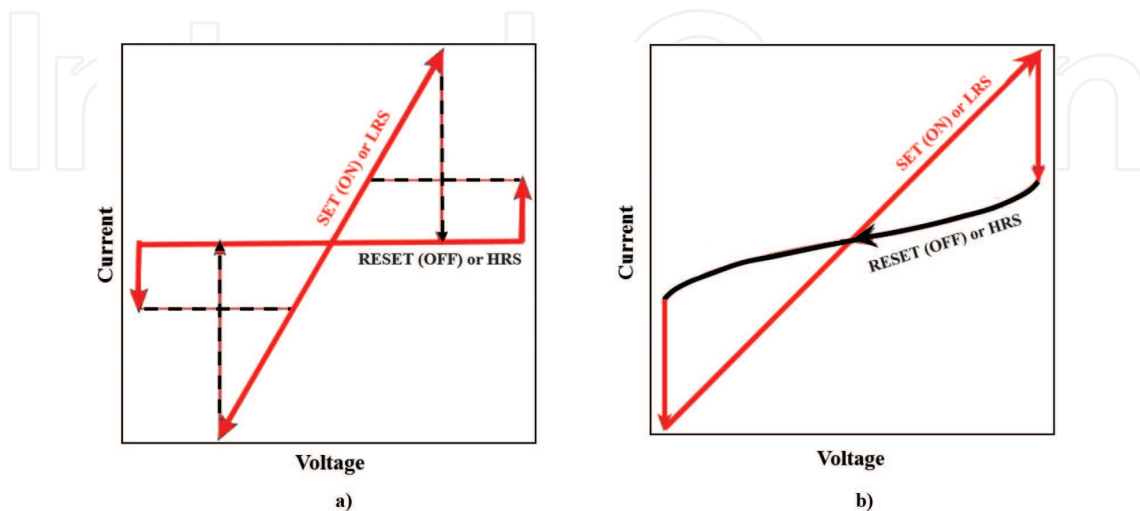 Current
SET (ON) or LRS
RESET (OFF) or HRS
Voltage
a)
Current
SET (ON) or LRS
RESET (OFF) or HRS
Voltage
b)